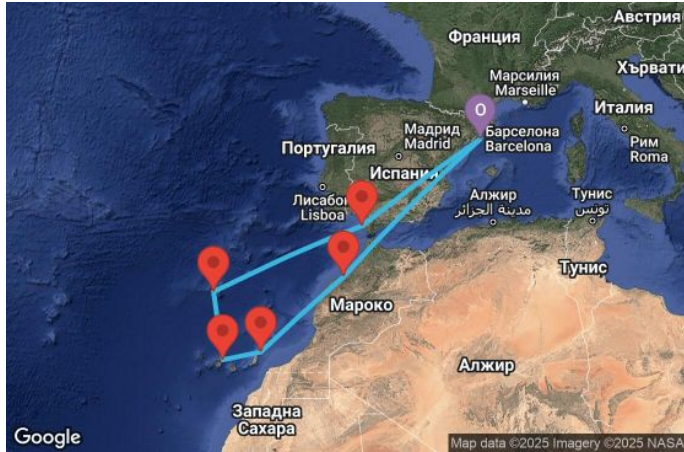 Австрия
Франция
Хървати
Марсилия
Marseille
Италия
O
Барселона
Barcelona
Рим
Roma
Мадрид
Madrid
Португалия
Испания
Лисабон
Lisboa
Алжир
مدينة الجزائر
Тунис
تونس
Тунис
Мароко
Алжир
Западна
Сахара
Google
Map data ©2025 Imagery ©2025 NASA